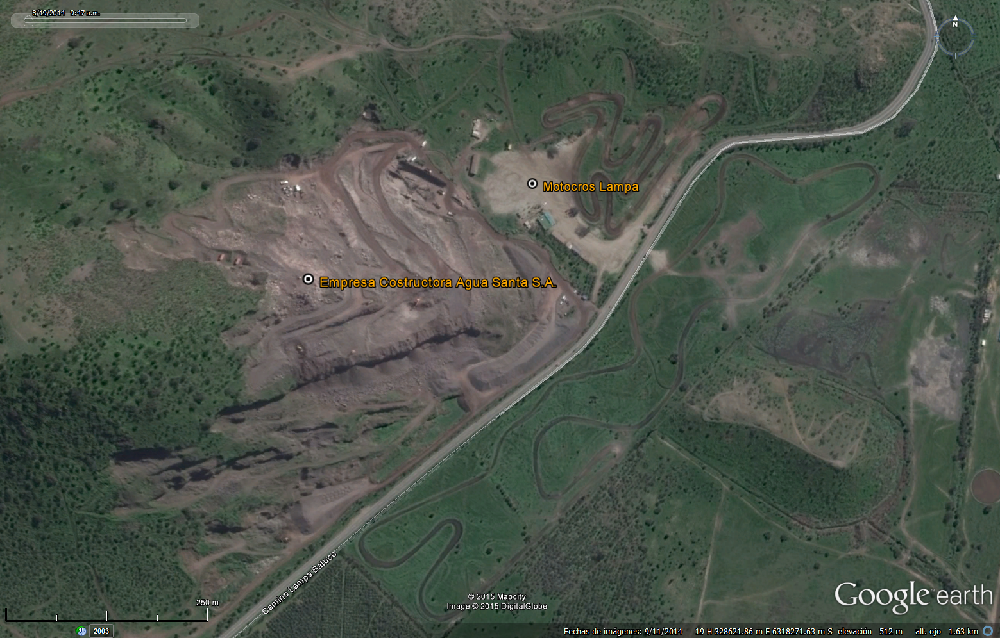 8/19/2014 9:47 a.m.
N
Motocros Lampa
Empresa Costructora Agua Santa S.A.
Camino Lampa Batuco
250 m
© 2015 Mapcity
Image © 2015 DigitalGlobe
Google earth
2003
Fechas de imágenes: 9/11/2014 19 H 328621.86 m E 6318271.63 m S elevación 512 m alt. ojo 1.63 km